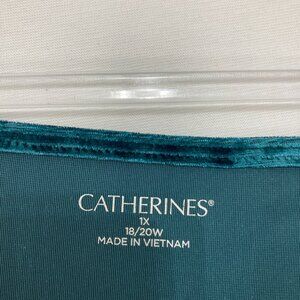 CATHERINES®
1X
18/20W
MADE IN VIETNAM